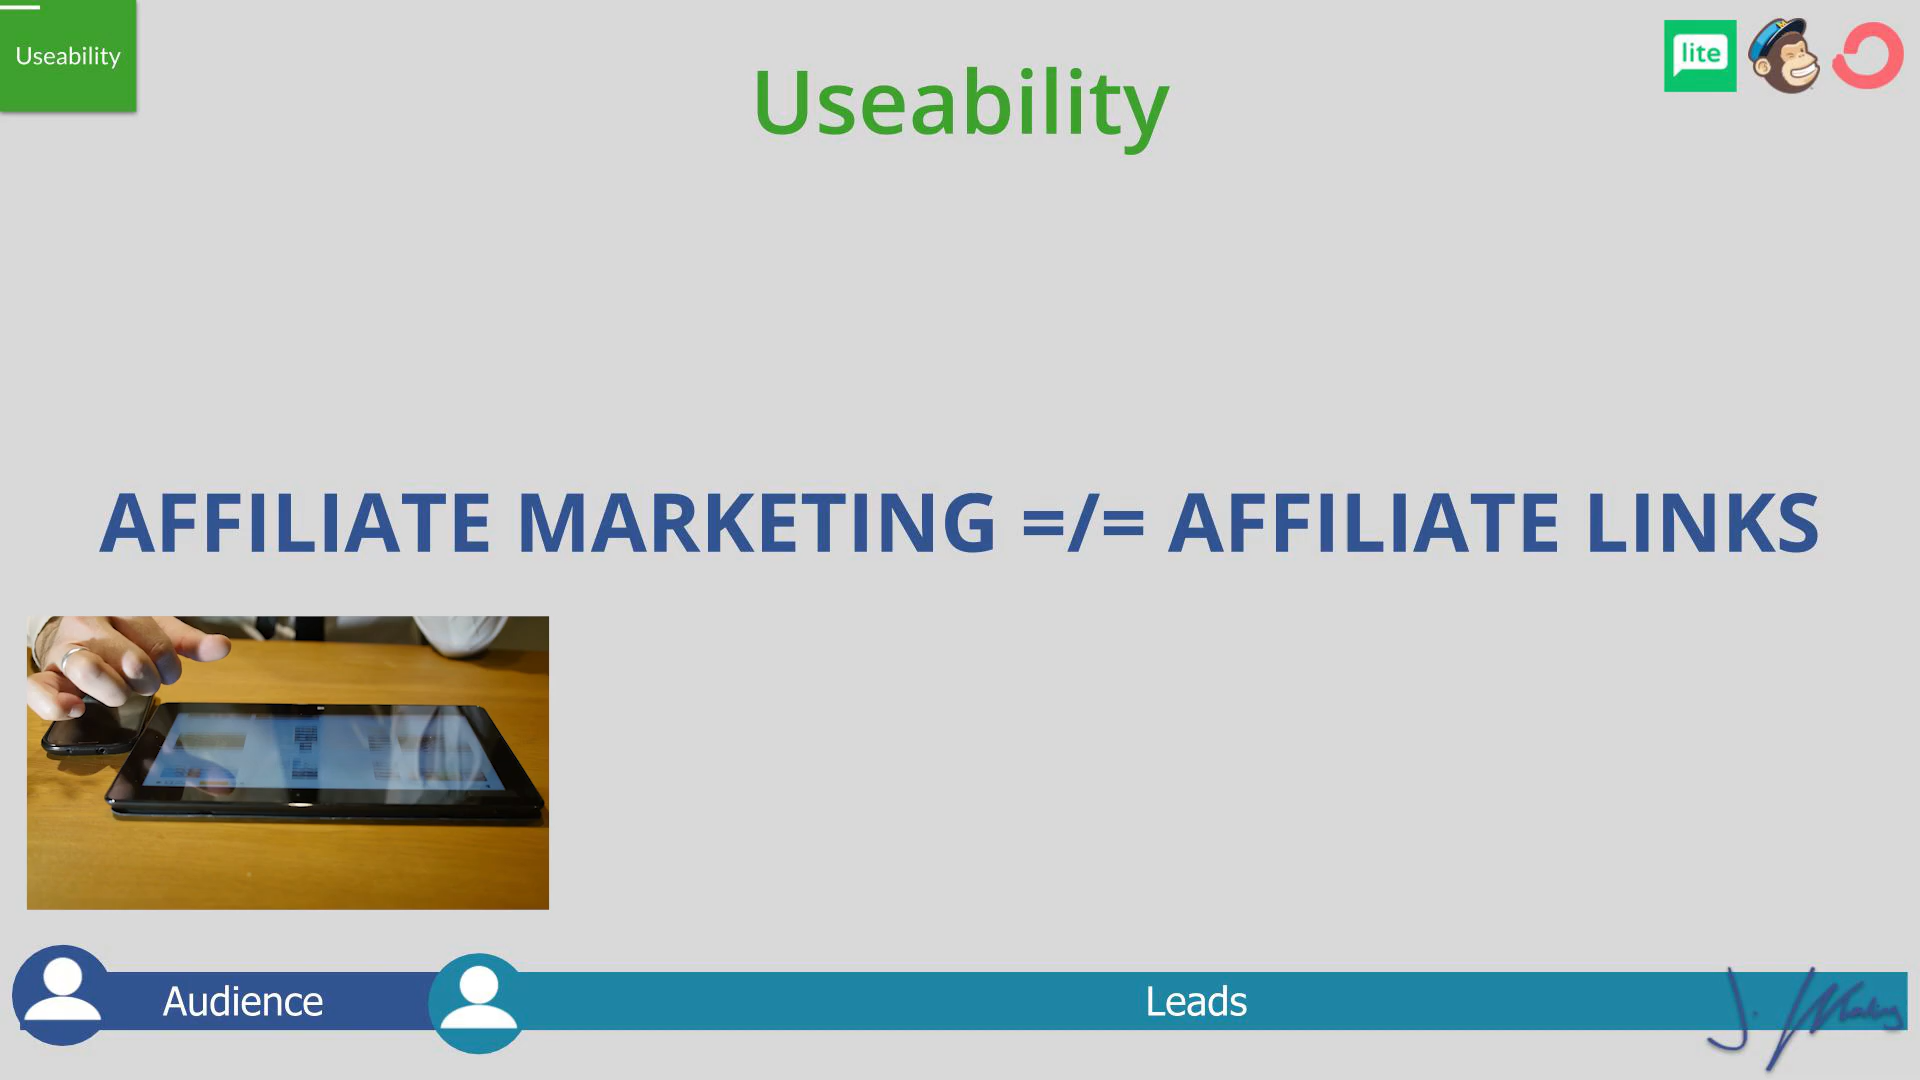 Useability
Useability
lite
AFFILIATE MARKETING =/= AFFILIATE LINKS
Audience
Leads